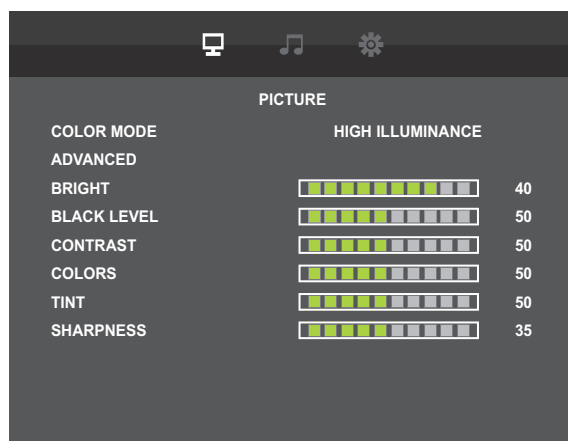 PICTURE
COLOR MODE HIGH ILLUMINANCE
ADVANCED
BRIGHT 40
BLACK LEVEL 50
CONTRAST 50
COLORS 50
TINT 50
SHARPNESS 35